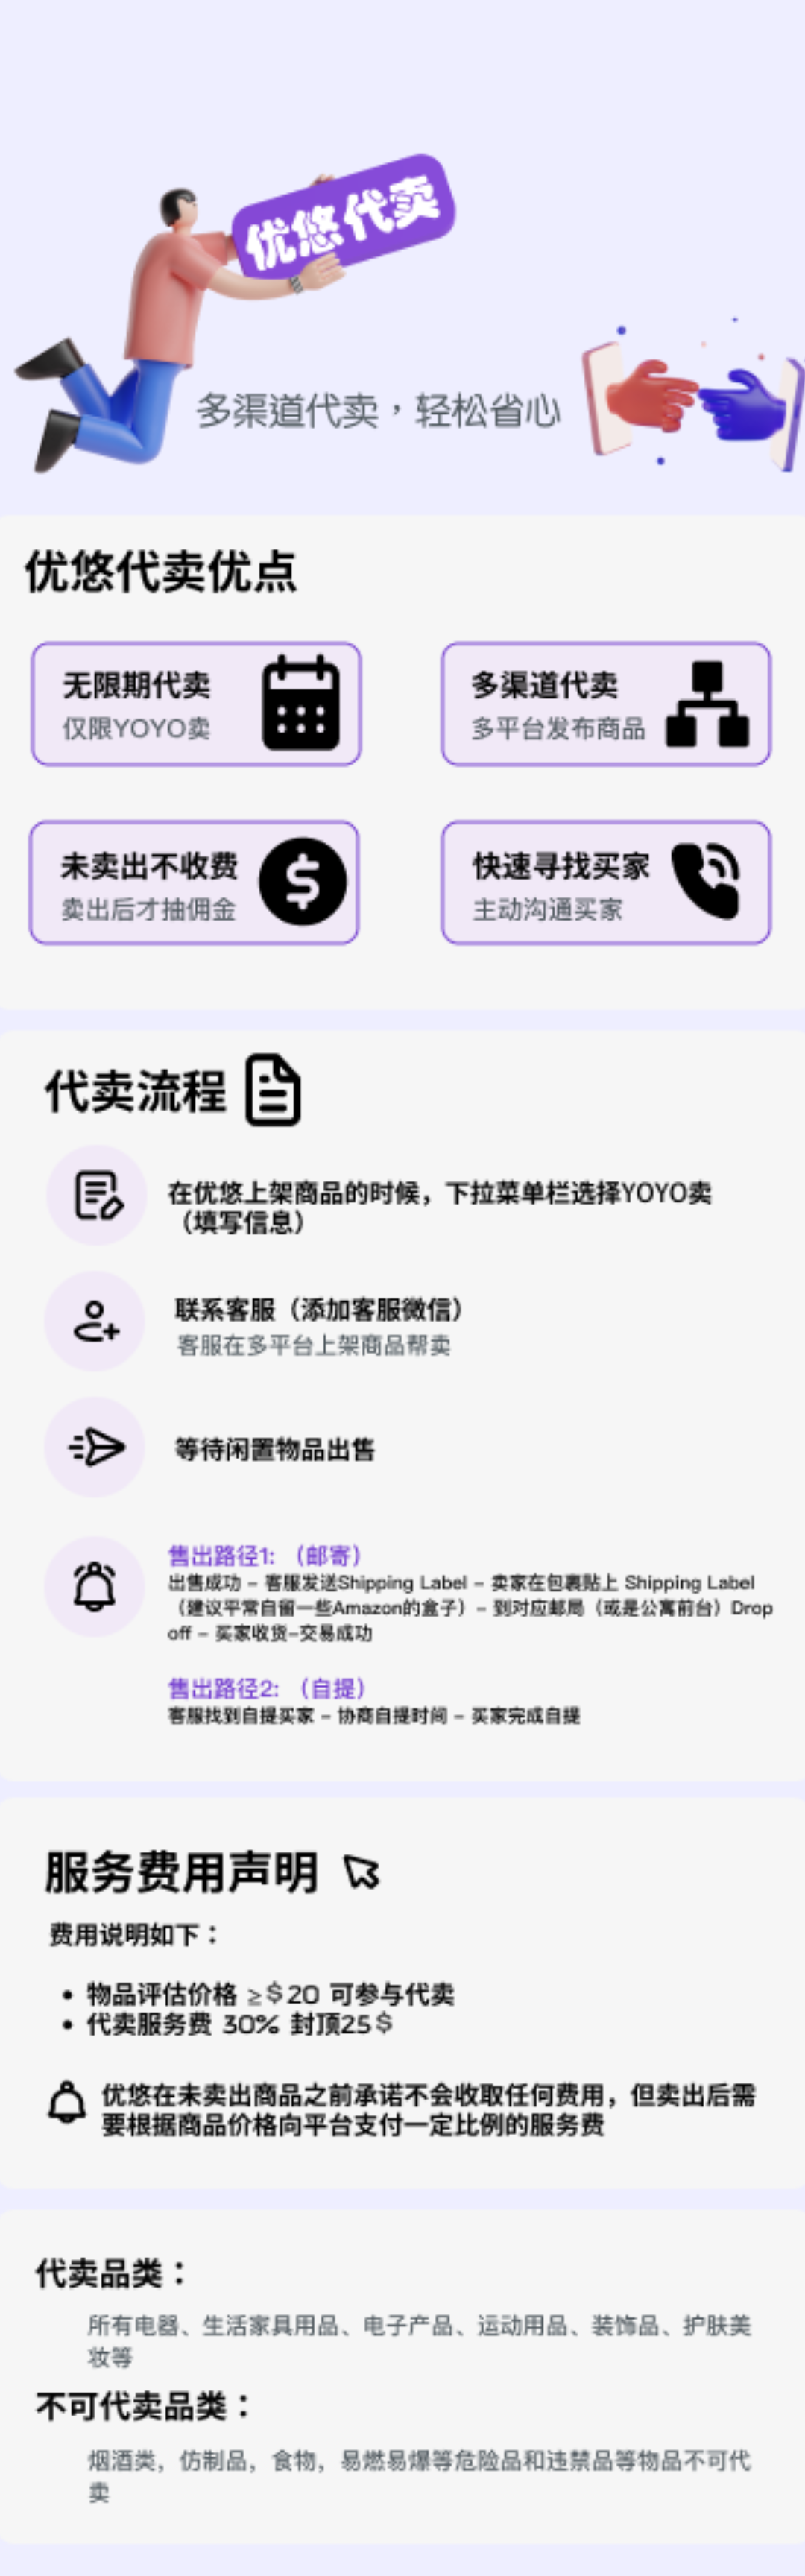 优悠代卖
多渠道代卖，轻松省心
优悠代卖优点
无限期代卖
仅限YOYO卖
多渠道代卖
多平台发布商品
未卖出不收费
卖出后才抽佣金
快速寻找买家
主动沟通买家
代卖流程
在优悠上架商品的时候，下拉菜单栏选择YOYO卖
（填写信息）
联系客服（添加客服微信）
客服在多平台上架商品帮卖
等待闲置物品出售
售出路径1: （邮寄）
出售成功 – 客服发送Shipping Label – 卖家在包裹贴上 Shipping Label
（建议平常自留一些Amazon的盒子）– 到对应邮局（或是公寓前台）Drop
off – 买家收货–交易成功
售出路径2: （自提）
客服找到自提买家 – 协商自提时间 – 买家完成自提
服务费用声明
费用说明如下：
• 物品评估价格 ≥$20 可参与代卖
• 代卖服务费 30% 封顶25$
优悠在未卖出商品之前承诺不会收取任何费用，但卖出后需
要根据商品价格向平台支付一定比例的服务费
代卖品类：
所有电器、生活家具用品、电子产品、运动用品、装饰品、护肤美
妆等
不可代卖品类：
烟酒类，仿制品，食物，易燃易爆等危险品和违禁品等物品不可代
卖